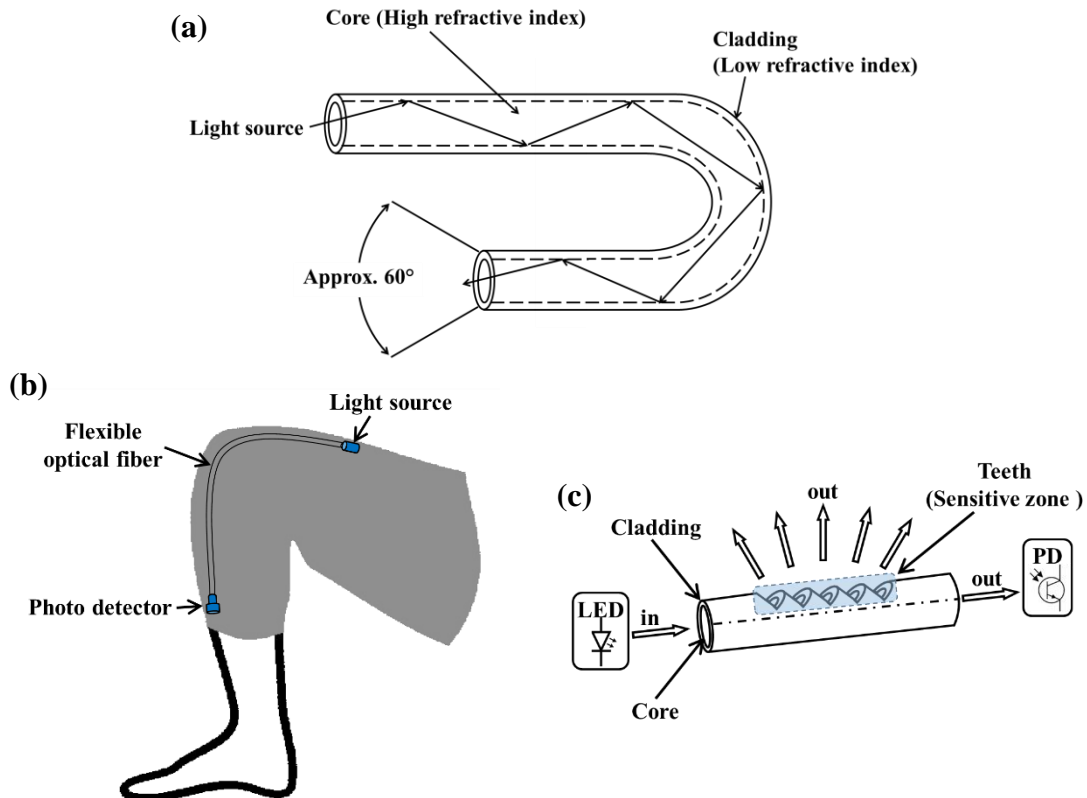 (a)
Core (High refractive index)
Cladding
(Low refractive index)
Light source
Approx. 60°
(b)
Light source
Flexible
optical fiber
Photo detector
(c)
out
Teeth
(Sensitive zone )
Cladding
PD
LED
in
out
Core